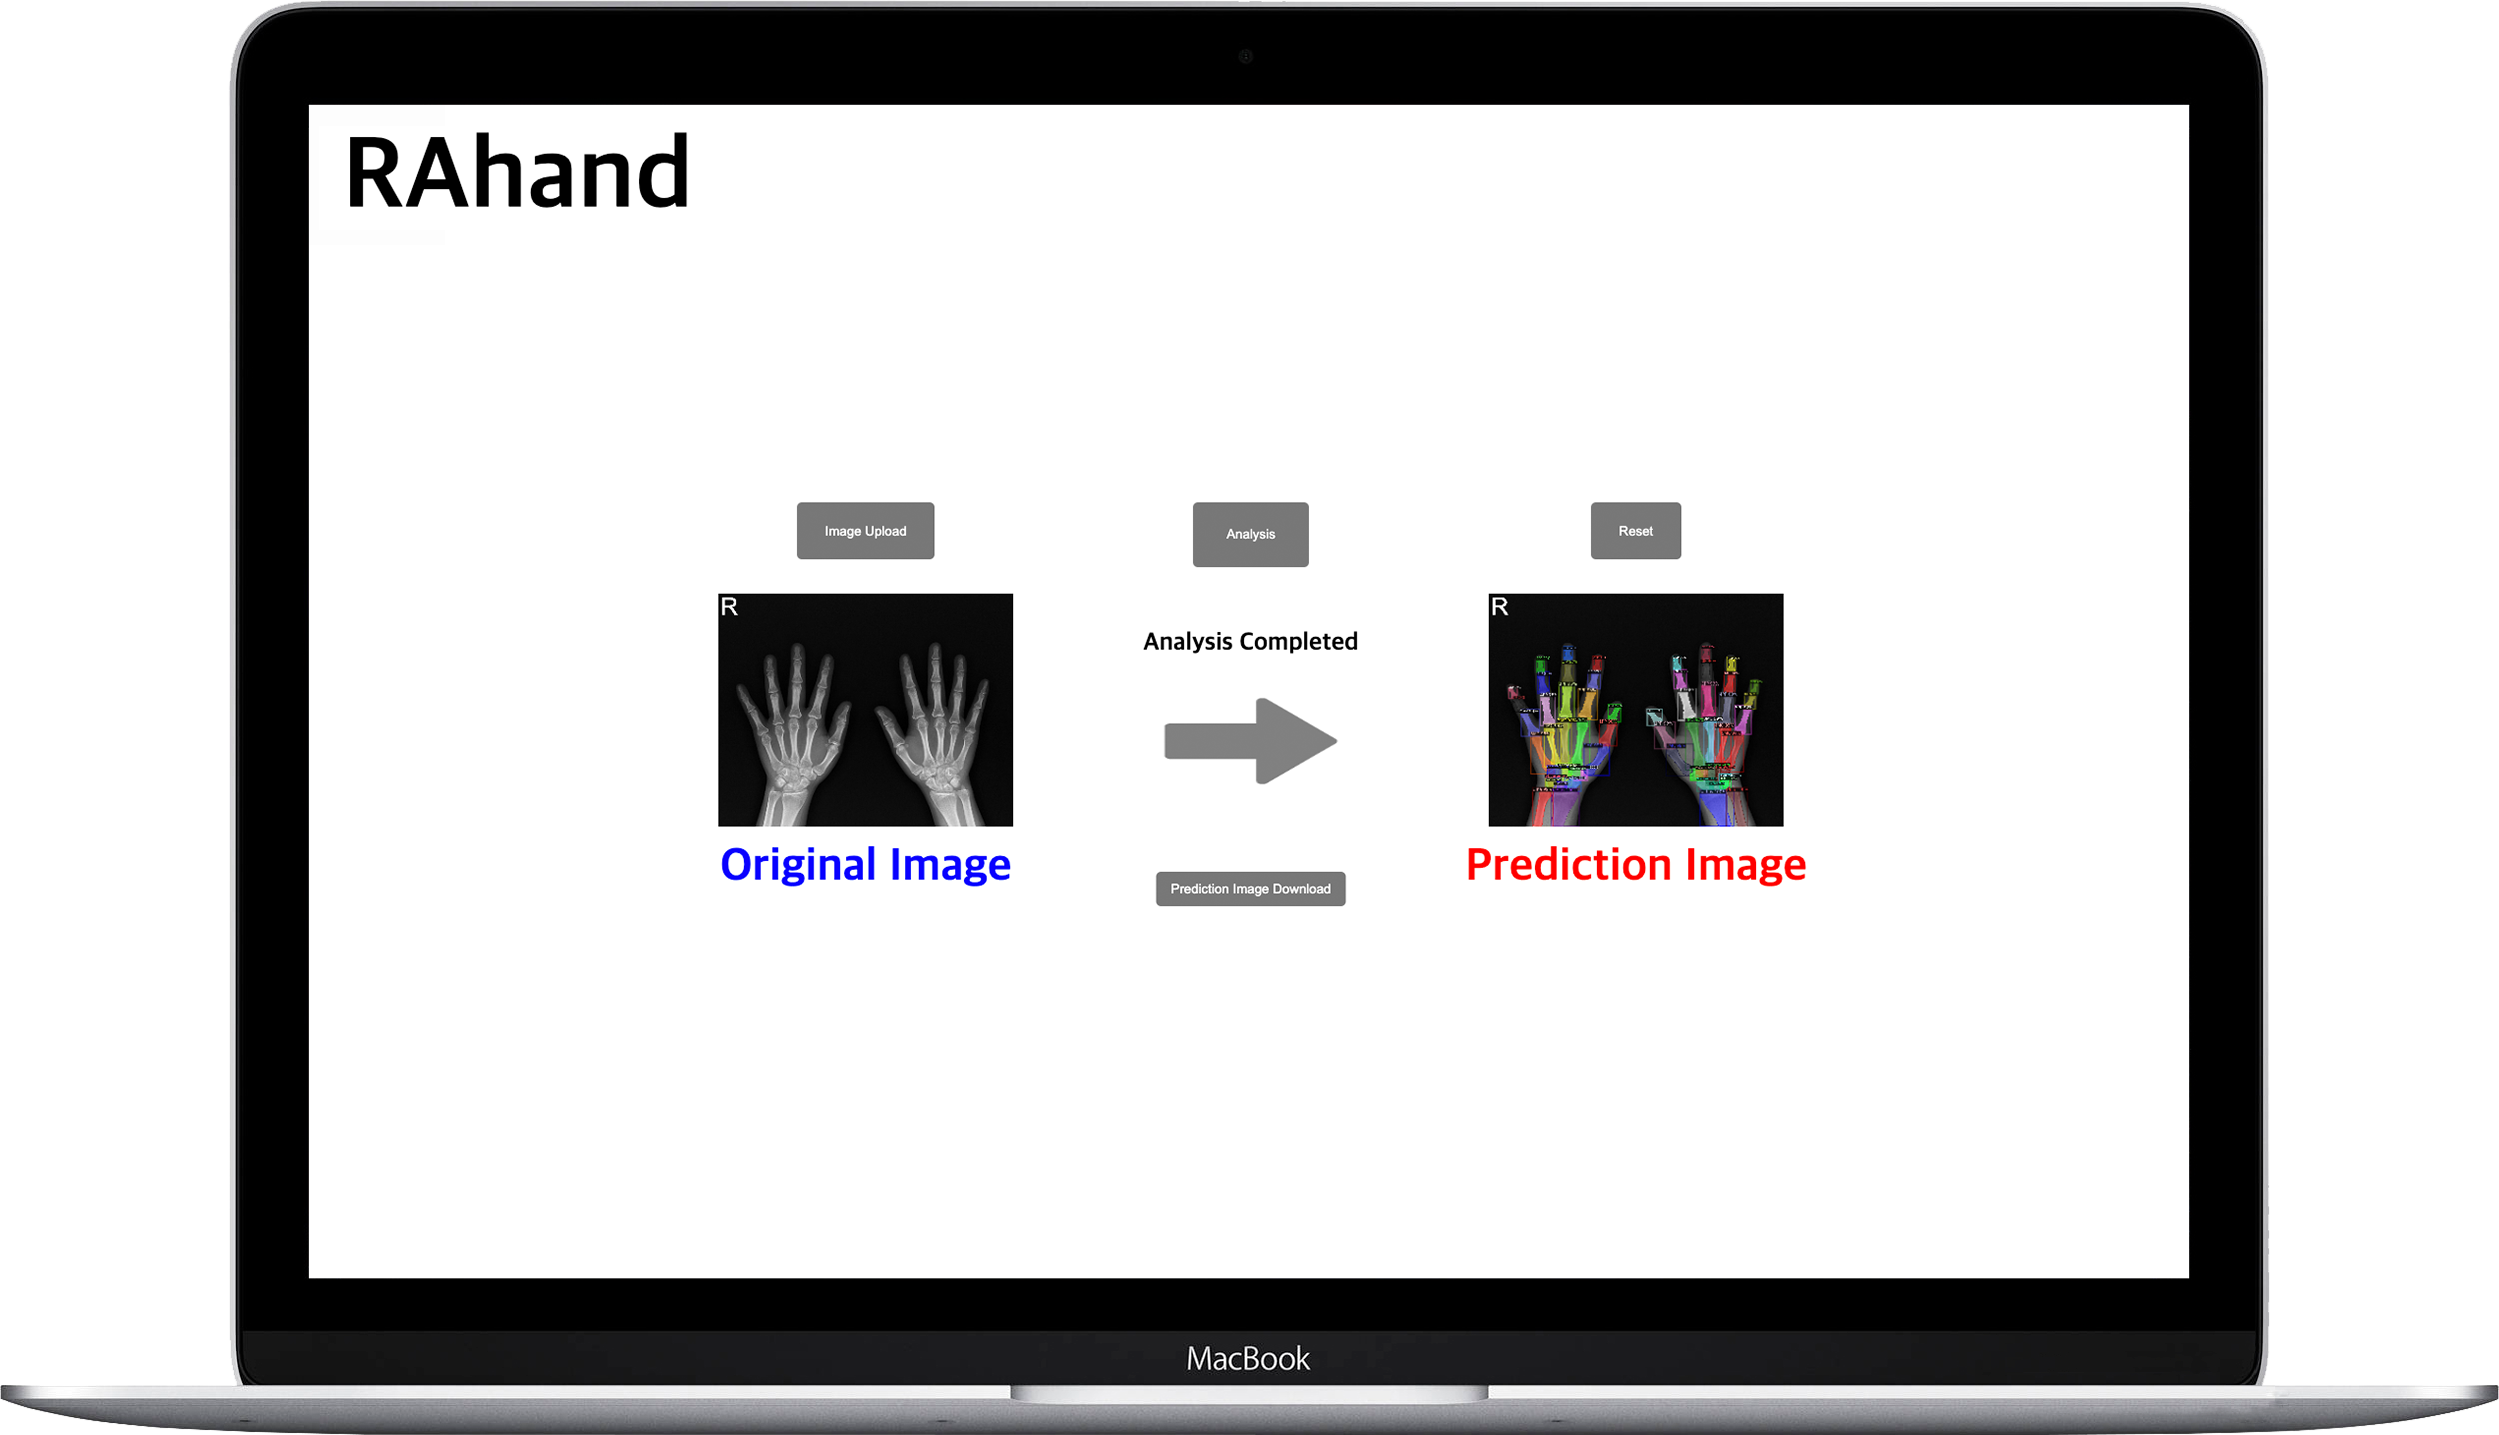 RAhand
Image Upload
Analysis
Reset
R
R
Analysis Completed
Original Image
Prediction Image
Prediction Image Download
MacBook